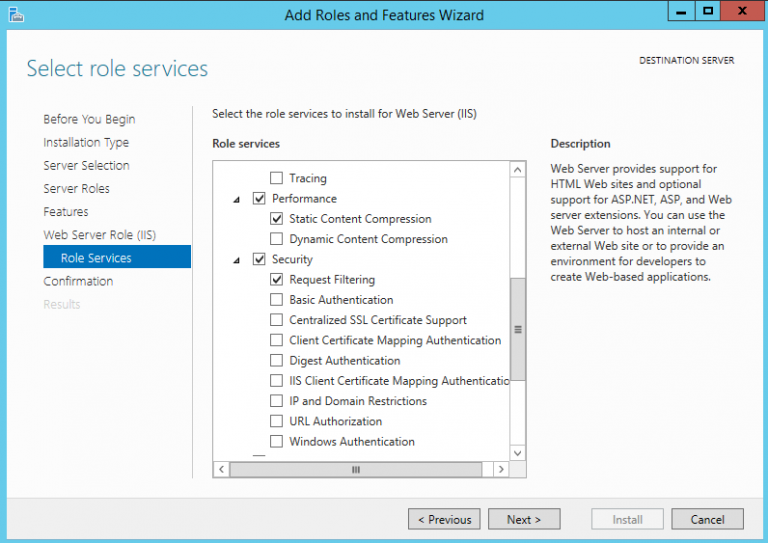 Add Roles and Features Wizard
Select role services
DESTINATION SERVER
Before You Begin
Installation Type
Server Selection
Server Roles
Features
Web Server Role (IIS)
Role Services
Confirmation
Results
Select the role services to install for Web Server (IIS)
Role services
Tracing
Performance
Static Content Compression
Dynamic Content Compression
Security
Request Filtering
Basic Authentication
Centralized SSL Certificate Support
Client Certificate Mapping Authentication
Digest Authentication
IIS Client Certificate Mapping Authenticatio
IP and Domain Restrictions
URL Authorization
Windows Authentication
Description
Web Server provides support for
HTML Web sites and optional
support for ASP.NET, ASP, and Web
server extensions. You can use the
Web Server to host an internal or
external Web site or to provide an
environment for developers to
create Web-based applications.
< Previous
Next >
Install
Cancel